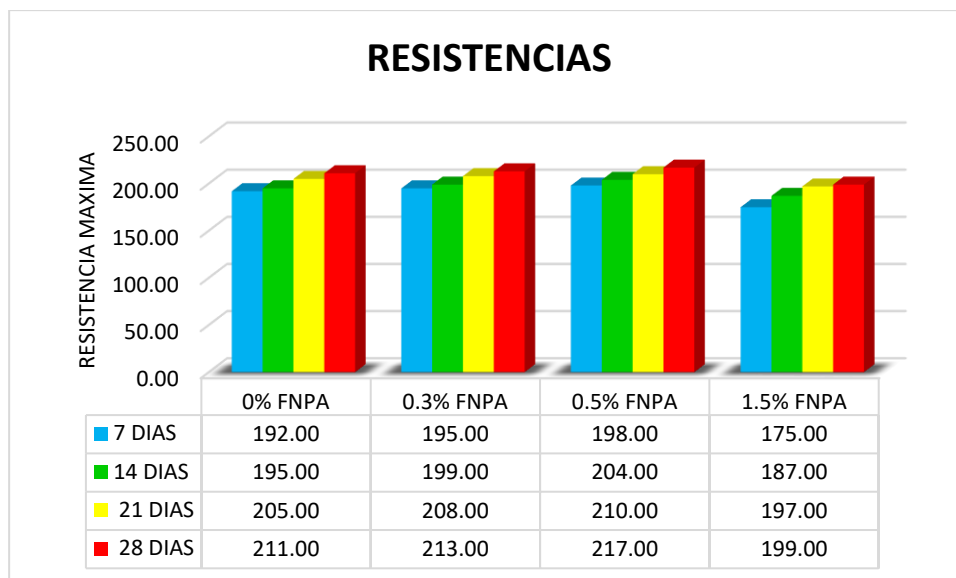 RESISTENCIAS
RESISTENCIA MAXIMA
250.00
200.00
150.00
100.00
50.00
0.00
0% FNPA 0.3% FNPA 0.5% FNPA 1.5% FNPA
7 DIAS 192.00 195.00 198.00 175.00
14 DIAS 195.00 199.00 204.00 187.00
21 DIAS 205.00 208.00 210.00 197.00
28 DIAS 211.00 213.00 217.00 199.00